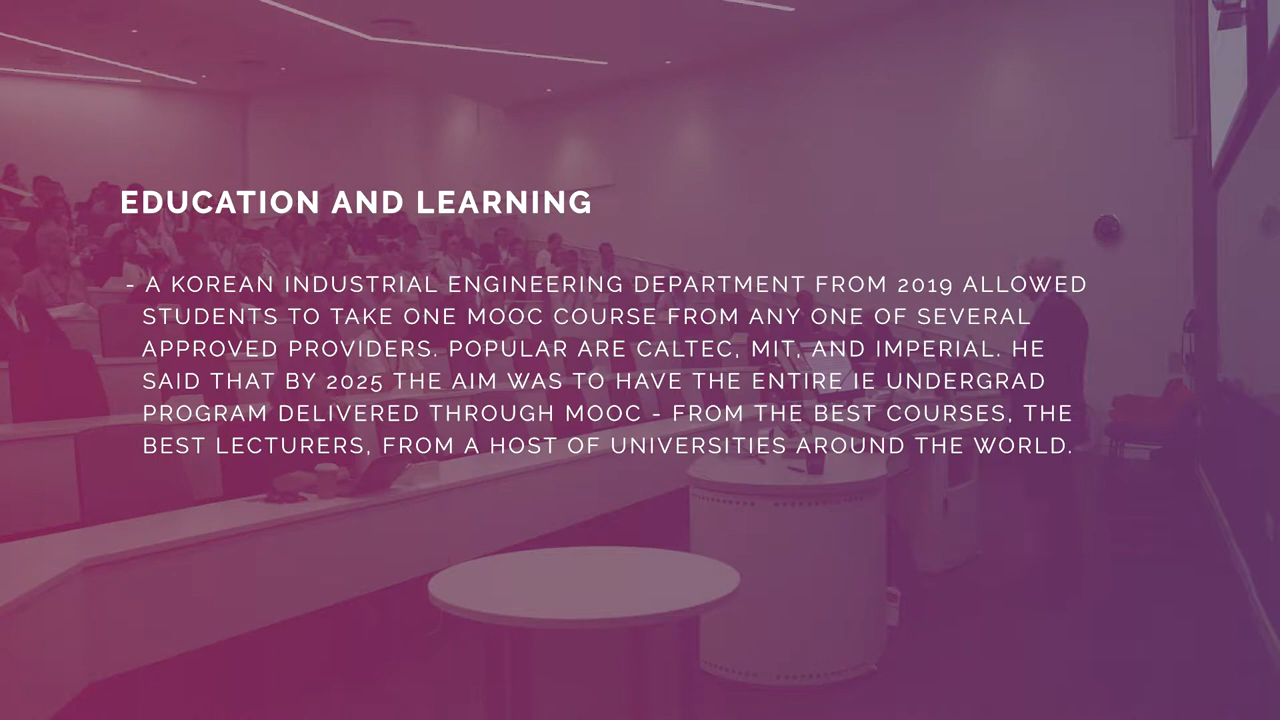 EDUCATION AND LEARNING
- A KOREAN INDUSTRIAL ENGINEERING DEPARTMENT FROM 2019 ALLOWED
STUDENTS TO TAKE ONE MOOC COURSE FROM ANY ONE OF SEVERAL
APPROVED PROVIDERS. POPULAR ARE CALTEC, MIT, AND IMPERIAL. HE
SAID THAT BY 2025 THE AIM WAS TO HAVE THE ENTIRE IE UNDERGRAD
PROGRAM DELIVERED THROUGH MOOC - FROM THE BEST COURSES, THE
BEST LECTURERS, FROM A HOST OF UNIVERSITIES AROUND THE WORLD.